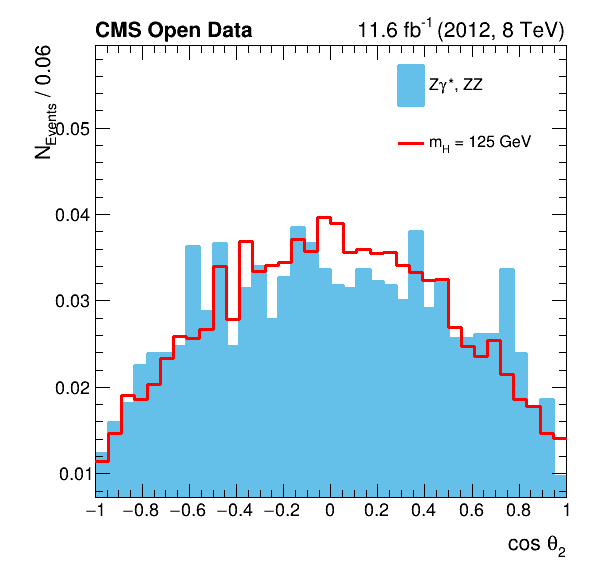 CMS Open Data 11.6 fb⁻¹ (2012, 8 TeV)
N_Events / 0.06
Zγ*, ZZ
m_H = 125 GeV
0.05
0.04
0.03
0.02
0.01
−1 −0.8 −0.6 −0.4 −0.2 0 0.2 0.4 0.6 0.8 1
cos θ₂